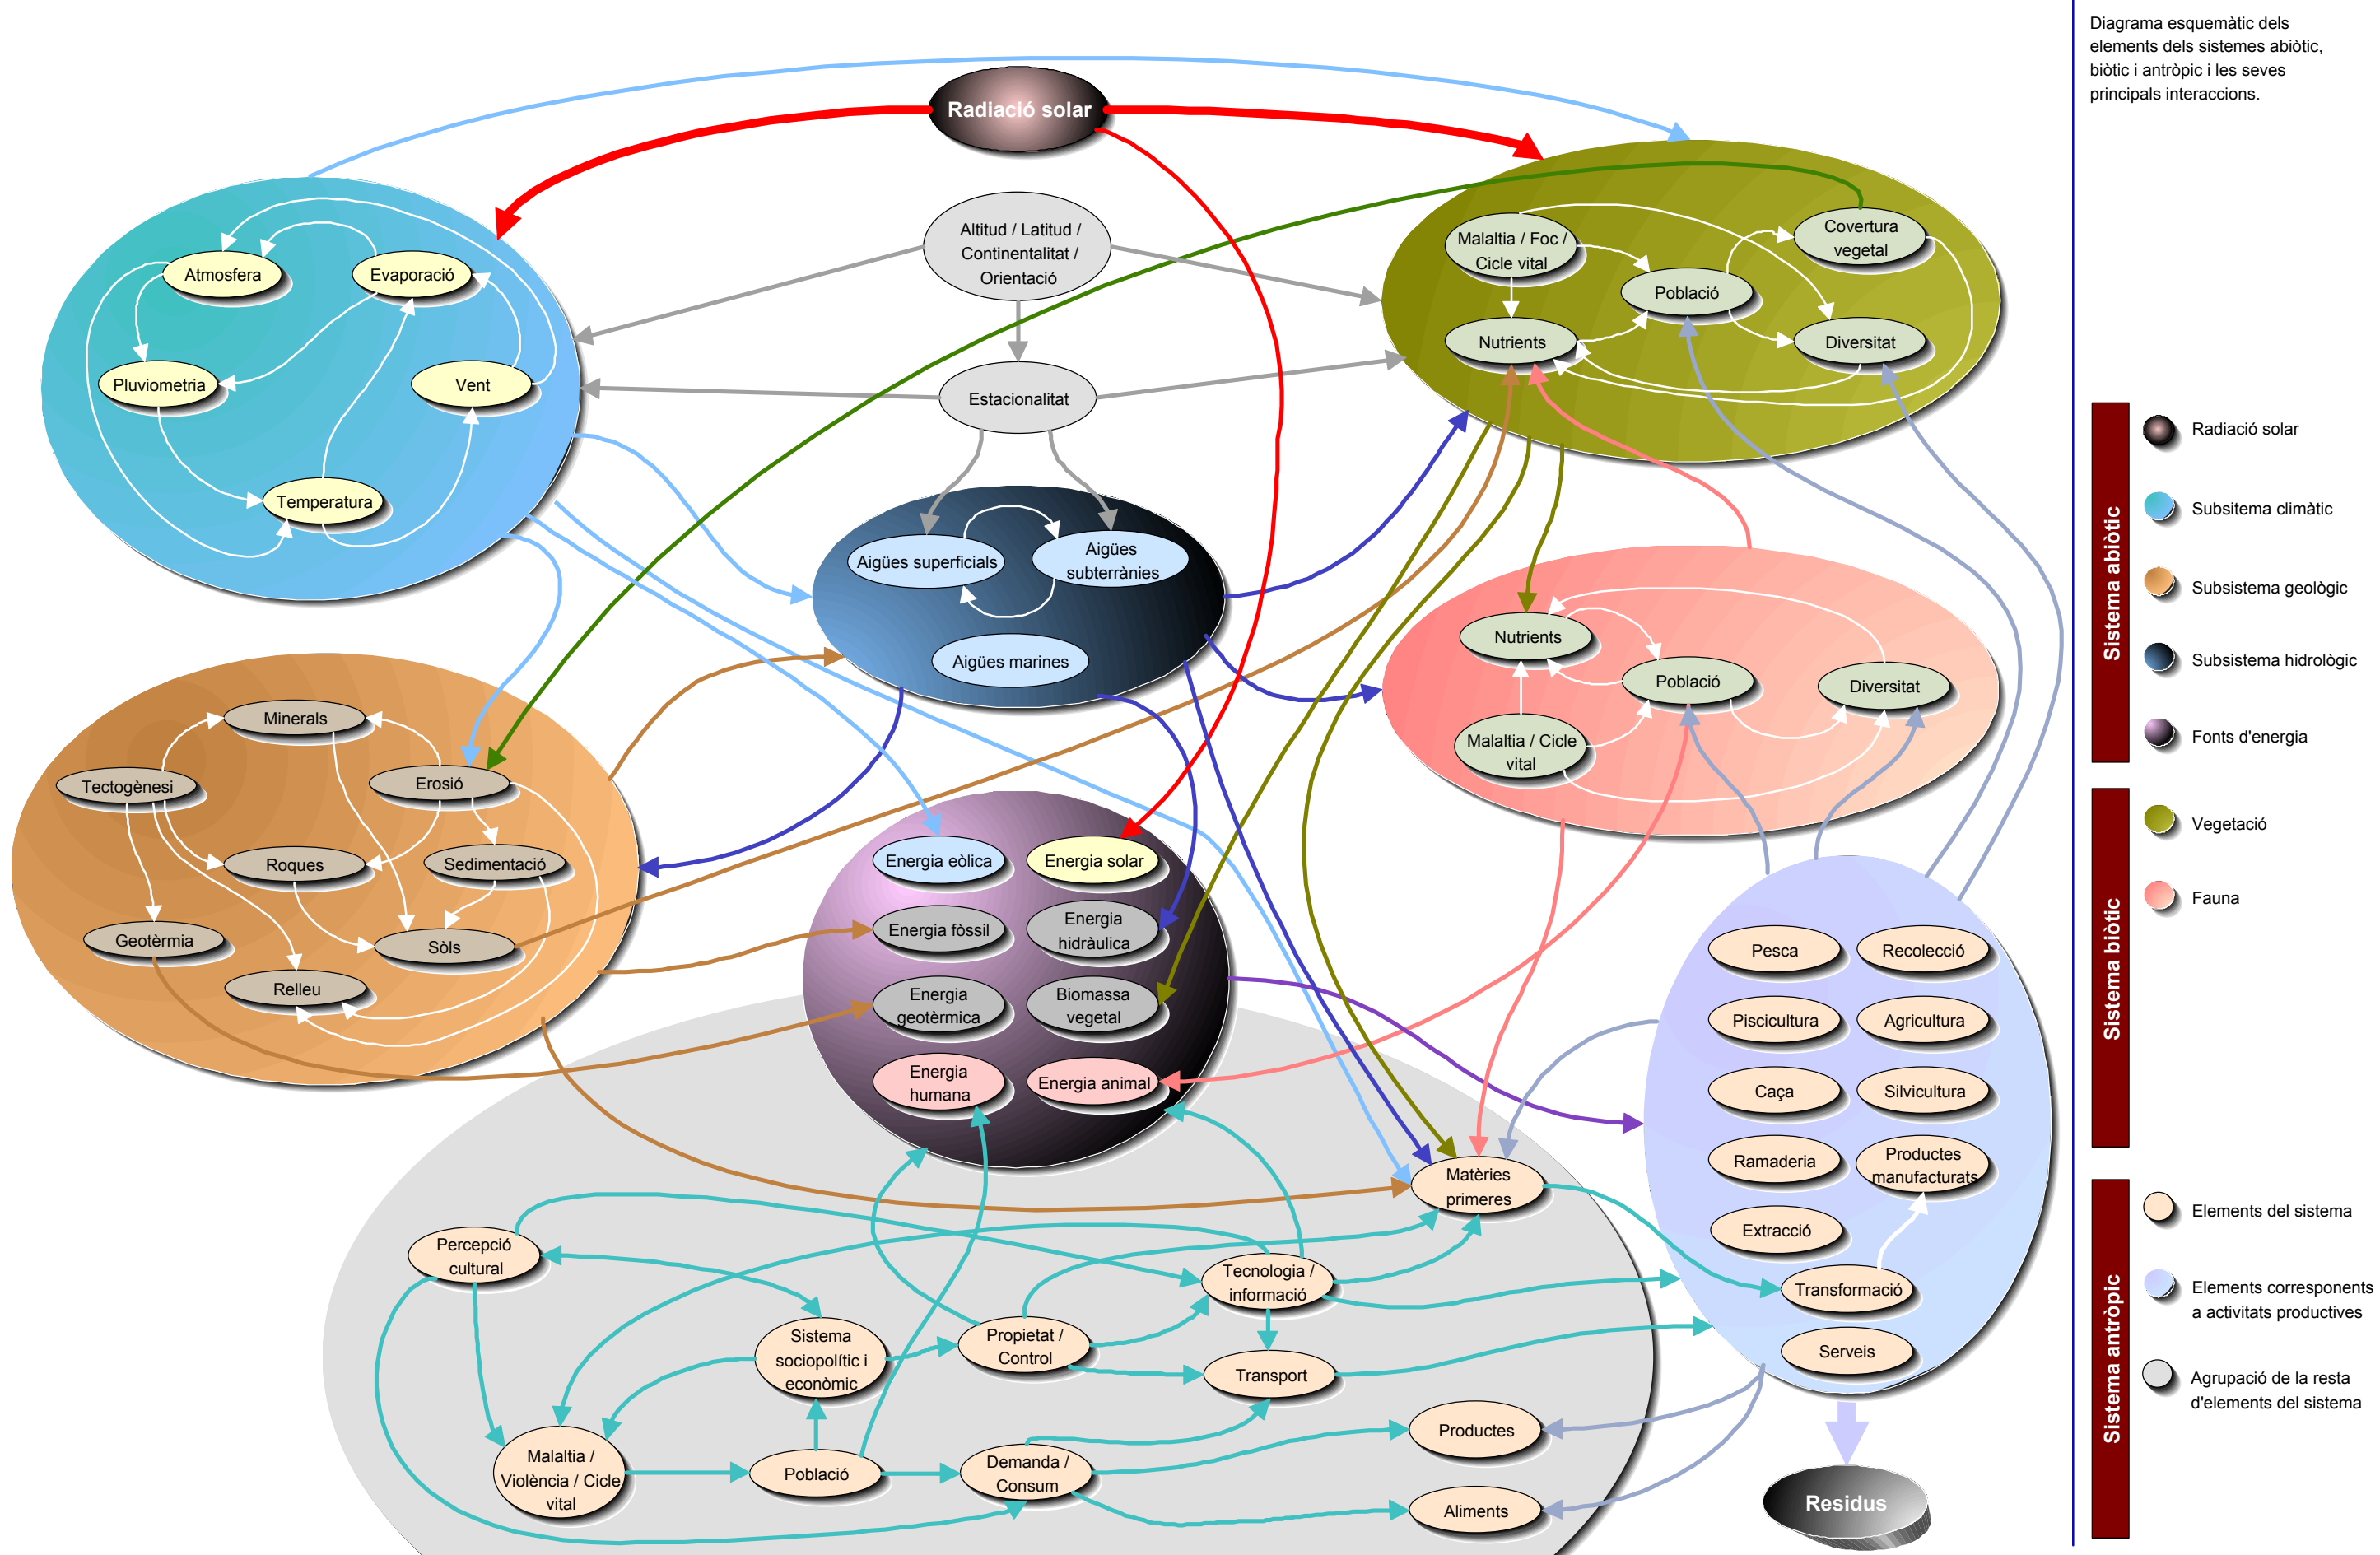 Diagrama esquemàtic dels
elements dels sistemes abiòtic,
biòtic i antròpic i les seves
principals interaccions.
Radiació solar
Altitud / Latitud /
Continentalitat /
Orientació
Estacionalitat
Atmosfera
Evaporació
Pluviometria
Vent
Temperatura
Malaltia / Foc /
Cicle vital
Covertura
vegetal
Població
Nutrients
Diversitat
Aigües superficials
Aigües
subterrànies
Aigües marines
Nutrients
Població
Diversitat
Malaltia / Cicle
vital
Minerals
Tectogènesi
Erosió
Roques
Sedimentació
Geotèrmia
Sòls
Relleu
Energia eòlica
Energia solar
Energia fòssil
Energia
hidràulica
Energia
geotèrmica
Biomassa
vegetal
Energia
humana
Energia animal
Pesca
Recolecció
Piscicultura
Agricultura
Caça
Silvicultura
Ramaderia
Productes
manufacturats
Extracció
Transformació
Serveis
Matèries
primeres
Percepció
cultural
Tecnologia /
informació
Sistema
sociopolític i
econòmic
Propietat /
Control
Transport
Malaltia /
Violència / Cicle
vital
Població
Demanda /
Consum
Productes
Aliments
Residus
Sistema abiòtic
Radiació solar
Subsitema climàtic
Subsistema geològic
Subsistema hidrològic
Fonts d'energia
Sistema biòtic
Vegetació
Fauna
Sistema antròpic
Elements del sistema
Elements corresponents
a activitats productives
Agrupació de la resta
d'elements del sistema